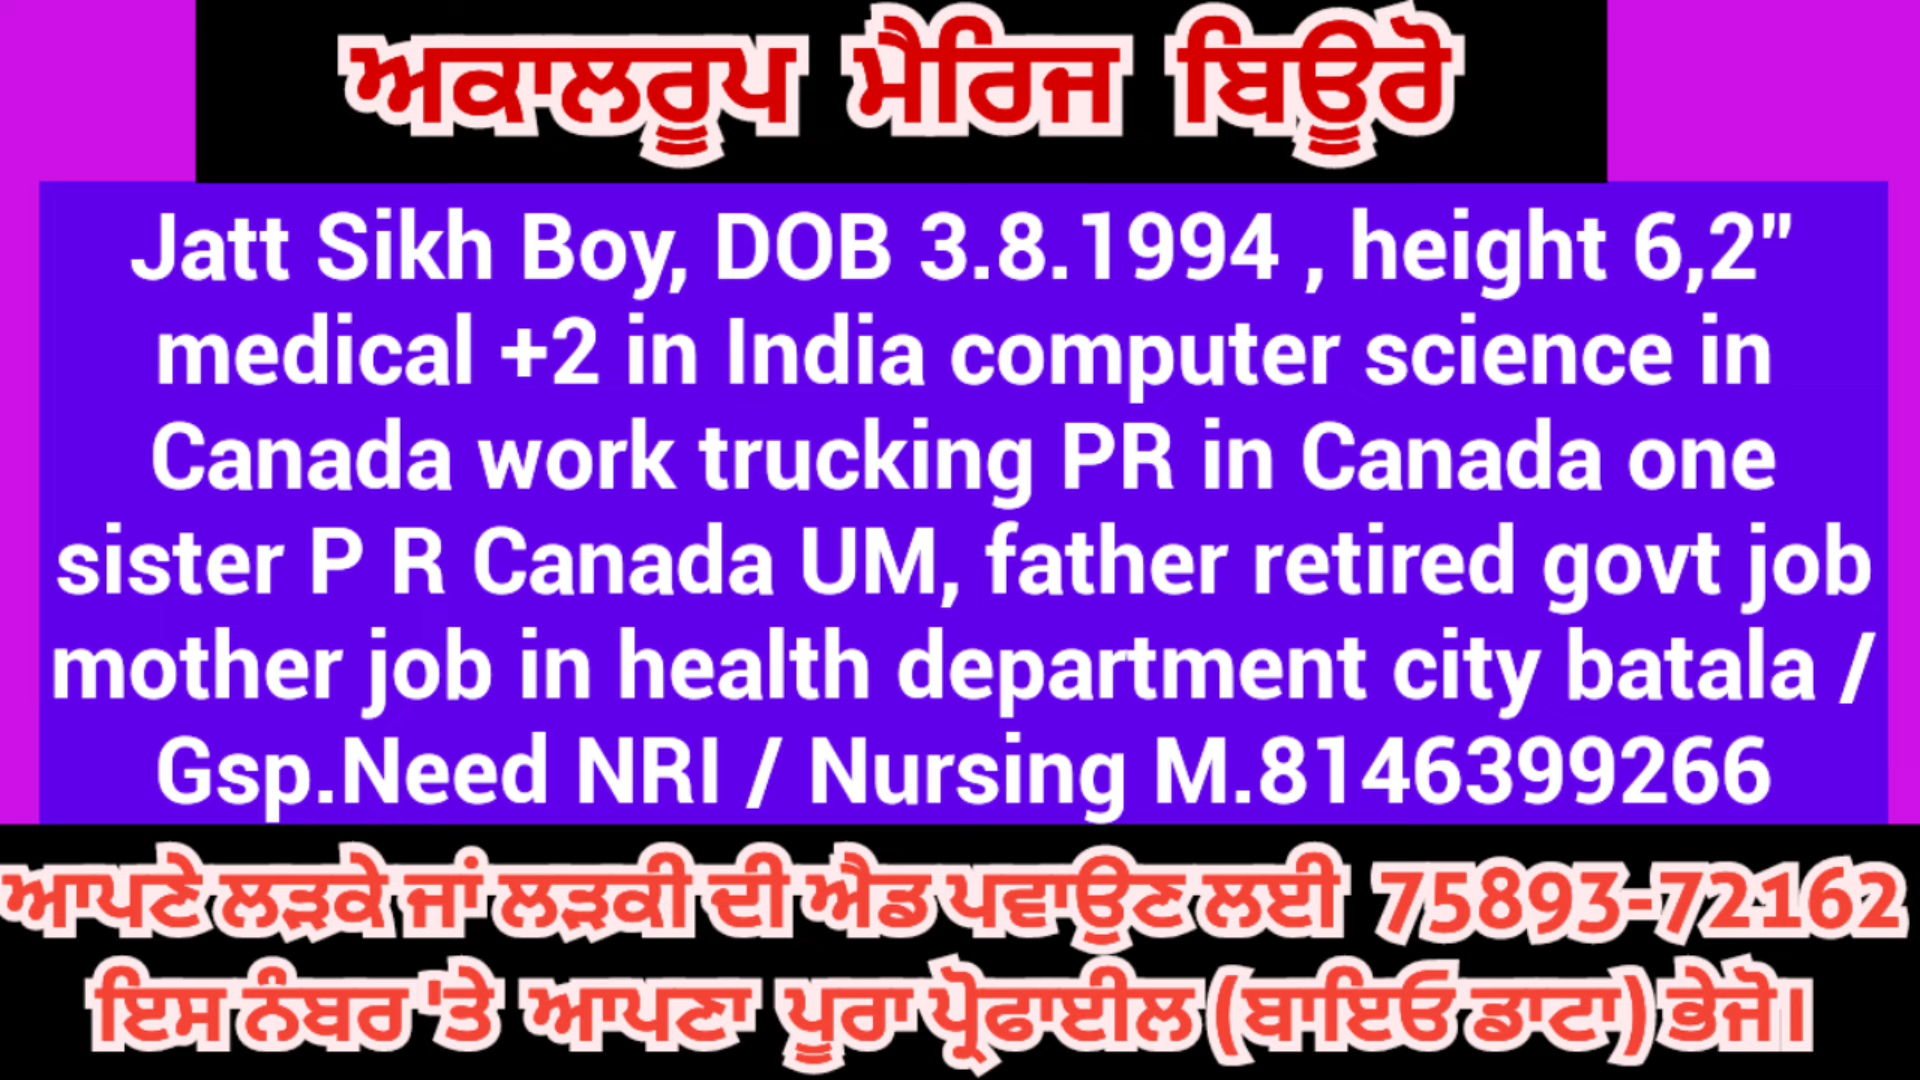 ਅਕਾਲਰੂਪ ਮੈਰਿਜ ਬਿਊਰੋ
Jatt Sikh Boy, DOB 3.8.1994 , height 6,2"
medical +2 in India computer science in
Canada work trucking PR in Canada one
sister P R Canada UM, father retired govt job
mother job in health department city batala /
Gsp.Need NRI / Nursing M.8146399266
ਆਪਣੇ ਲੜਕੇ ਜਾਂ ਲੜਕੀ ਦੀ ਐਡ ਪਵਾਉਣ ਲਈ 75893-72162
ਇਸ ਨੰਬਰ 'ਤੇ ਆਪਣਾ ਪੂਰਾ ਪ੍ਰੋਫਾਈਲ (ਬਾਇਓ ਡਾਟਾ) ਭੇਜੋ।